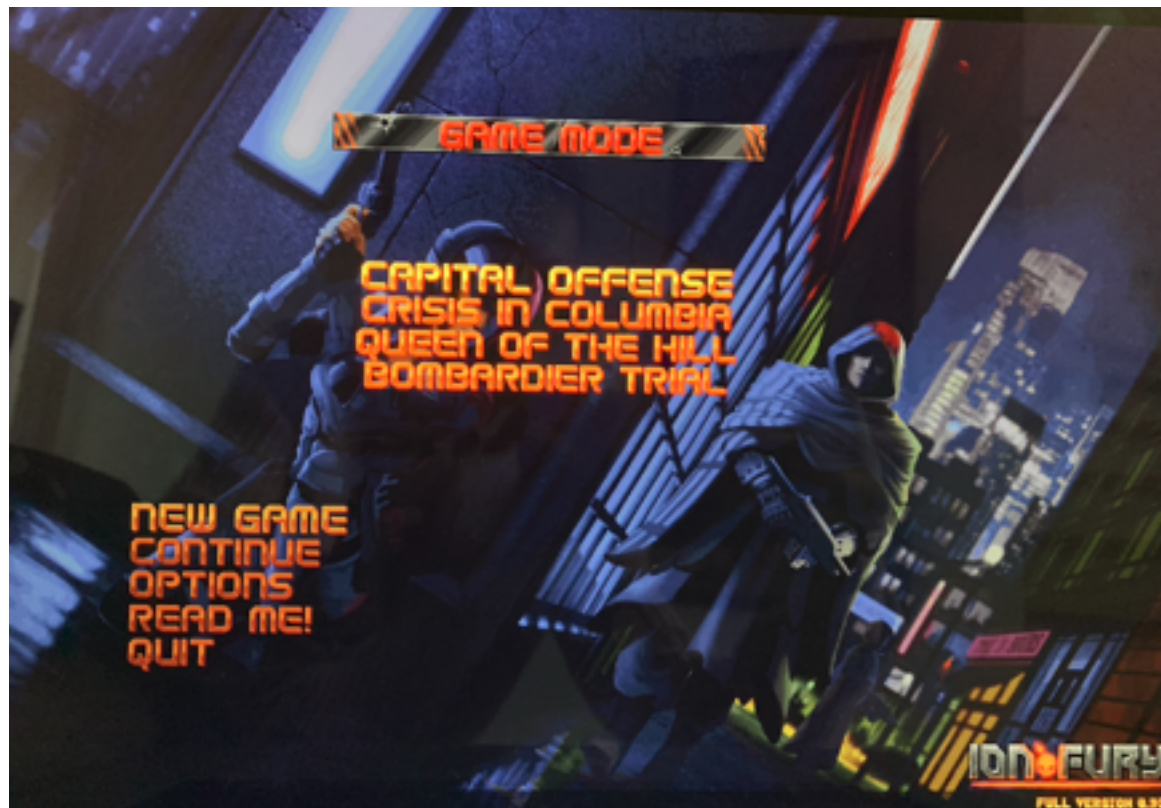 GAME MODE
CAPITAL OFFENSE
CRISIS IN COLUMBIA
QUEEN OF THE HILL
BOMBARDIER TRIAL
NEW GAME
CONTINUE
OPTIONS
READ ME!
QUIT
ION FURY
FULL VERSION